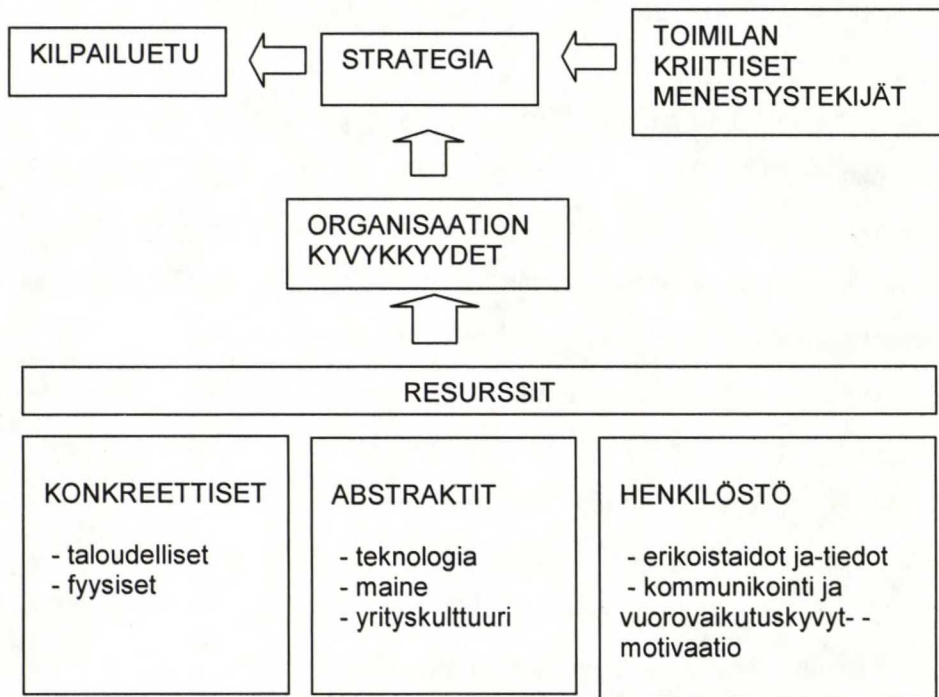 KILPAILUETU
STRATEGIA
TOIMILAN
KRIITTISET
MENESTYSTEKIJÄT
ORGANISAATION
KYVYKKYYDET
RESURSSIT
KONKREETTISET
- taloudelliset
- fyysiset
ABSTRAKTIT
- teknologia
- maine
- yrityskulttuuri
HENKILÖSTÖ
- erikoistaidot ja-tiedot
- kommunikointi ja
vuorovaikutuskyvyt- -
motivaatio